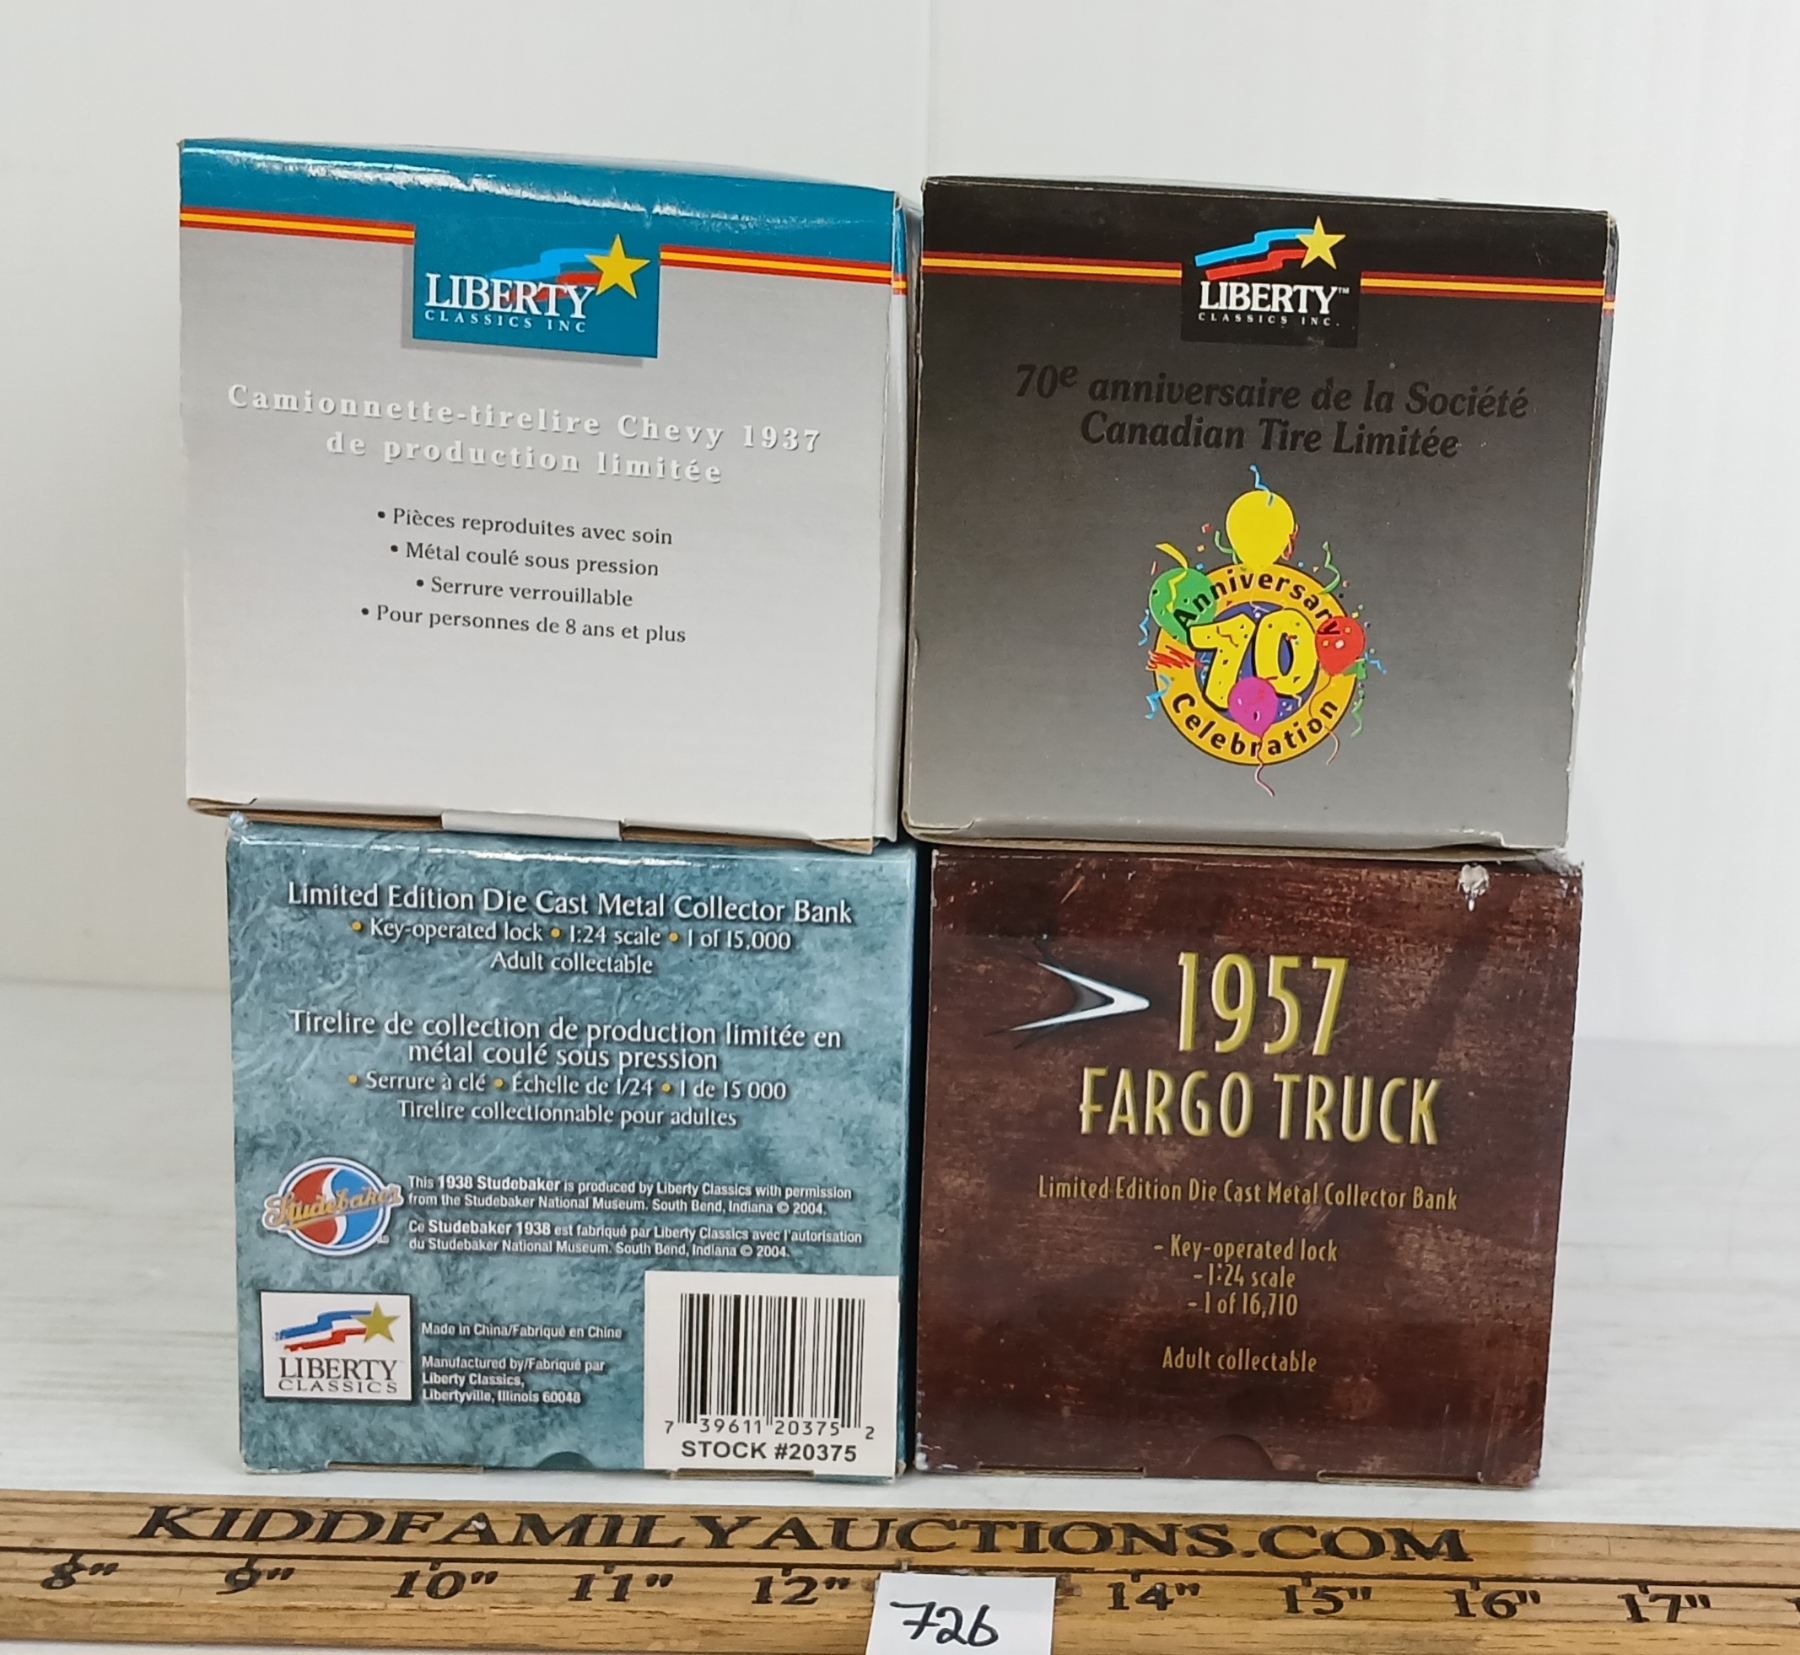 LIBERTY
CLASSICS INC
Camionnette-tirelire Chevy 1937
de production limitée
• Pièces reproduites avec soin
• Métal coulé sous pression
• Serrure verrouillable
• Pour personnes de 8 ans et plus
LIBERTY™
CLASSICS INC.
70e anniversaire de la Société
Canadian Tire Limitée
Anniversary
70
Celebration
Limited Edition Die Cast Metal Collector Bank
• Key-operated lock • 1:24 scale • 1 of 15,000
Adult collectable
Tirelire de collection de production limitée en
métal coulé sous pression
• Serrure à clé • Échelle de 1/24 • 1 de 15 000
Tirelire collectionnable pour adultes
Studebaker
This 1938 Studebaker is produced by Liberty Classics with permission
from the Studebaker National Museum. South Bend, Indiana © 2004.
Ce Studebaker 1938 est fabriqué par Liberty Classics avec l'autorisation
du Studebaker National Museum. South Bend, Indiana © 2004.
LIBERTY
CLASSICS
Made in China/Fabriqué en Chine
Manufactured by/Fabriqué par
Liberty Classics,
Libertyville, Illinois 60048
7 39611 20375 2
STOCK #20375
1957
FARGO TRUCK
Limited Edition Die Cast Metal Collector Bank
- Key-operated lock
- 1:24 scale
- 1 of 16,710
Adult collectable
KIDDFAMILYAUCTIONS.COM
8" 9" 10" 11" 12" 14" 15" 16" 17"
726